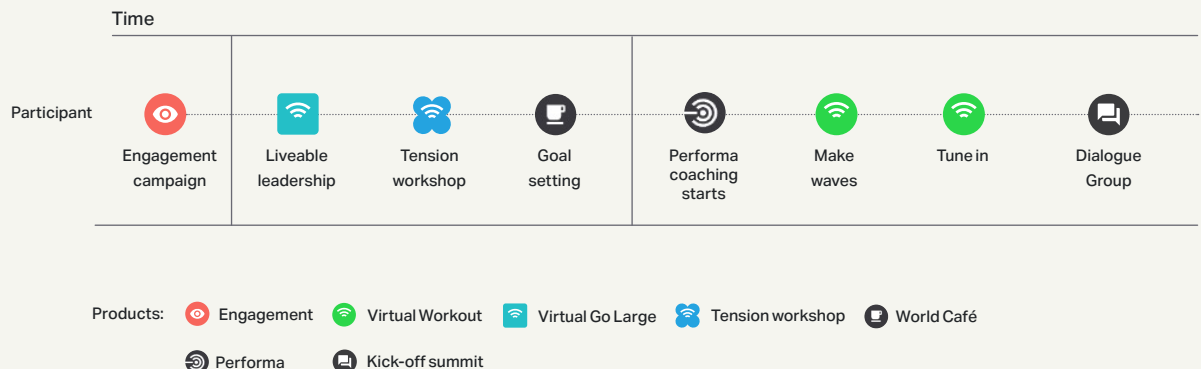 Time
Participant
Engagement
campaign
Liveable
leadership
Tension
workshop
Goal
setting
Performa
coaching
starts
Make
waves
Tune in
Dialogue
Group
Products:
Engagement
Virtual Workout
Virtual Go Large
Tension workshop
World Café
Performa
Kick-off summit